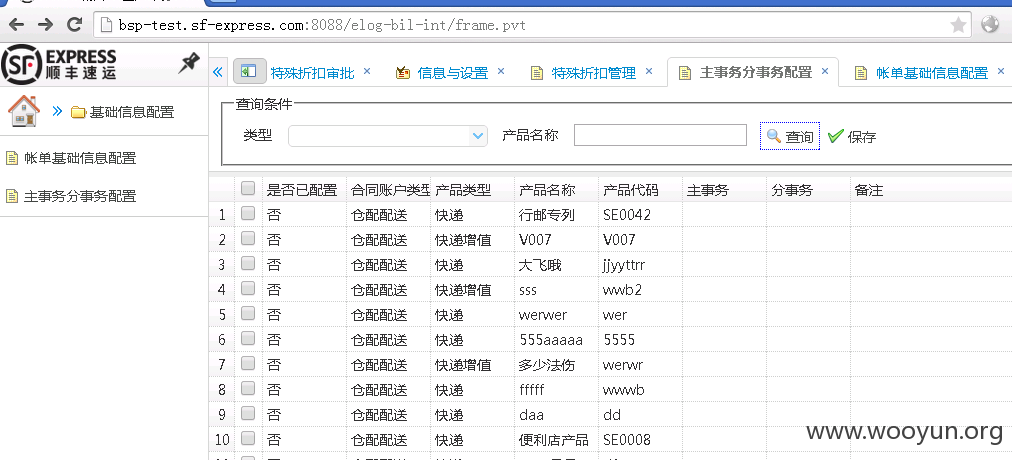 bsp-test.sf-express.com:8088/elog-bil-int/frame.pvt
SF EXPRESS
顺丰速运
« 特殊折扣审批 × 信息与设置 × 特殊折扣管理 × 主事务分事务配置 × 帐单基础信息配置 ×
» 基础信息配置
帐单基础信息配置
主事务分事务配置
查询条件
类型 产品名称 查询 保存
是否已配置 合同账户类型 产品类型 产品名称 产品代码 主事务 分事务 备注
1 否 仓配配送 快递 行邮专列 SE0042
2 否 仓配配送 快递增值 V007 V007
3 否 仓配配送 快递 大飞哦 jjyyttrr
4 否 仓配配送 快递增值 sss wwb2
5 否 仓配配送 快递 werwer wer
6 否 仓配配送 快递 555aaaaa 5555
7 否 仓配配送 快递增值 多少法伤 werwr
8 否 仓配配送 快递 fffff wwwb
9 否 仓配配送 快递 daa dd
10 否 仓配配送 快递 便利店产品 SE0008
www.wooyun.org